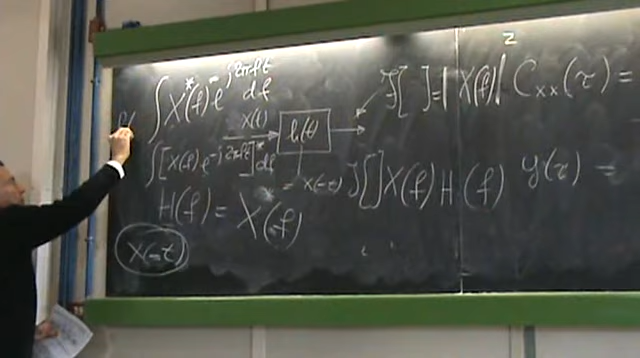 ∫ X*(f) e^{-j2πft} df
X(t)
h(t)
ℱ[ ] = |X(f)|² C_xx(τ) =
∫ [X(f) e^{-j2πft}]* df
= x(-t)
ℱ[] X(f) H(f) y(τ) =
H(f) = X*(f)
x(-t)